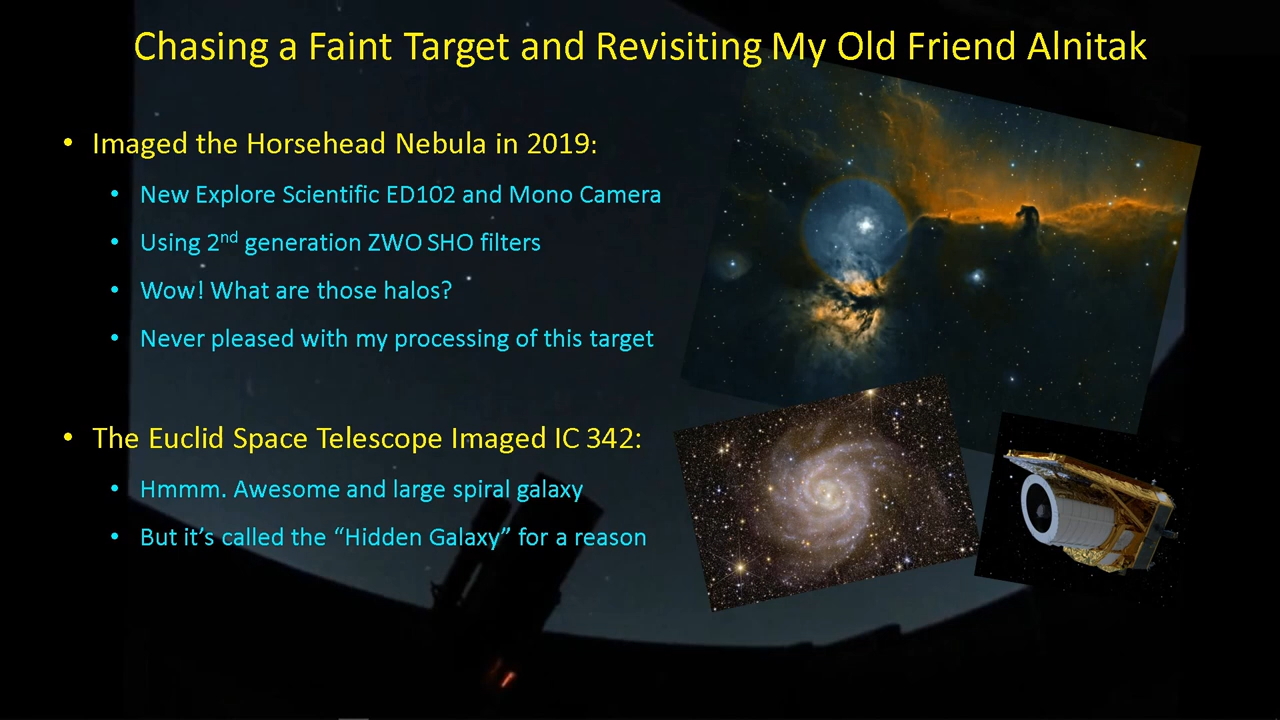 Chasing a Faint Target and Revisiting My Old Friend Alnitak
• Imaged the Horsehead Nebula in 2019:
• New Explore Scientific ED102 and Mono Camera
• Using 2nd generation ZWO SHO filters
• Wow! What are those halos?
• Never pleased with my processing of this target
• The Euclid Space Telescope Imaged IC 342:
• Hmmm. Awesome and large spiral galaxy
• But it’s called the “Hidden Galaxy” for a reason